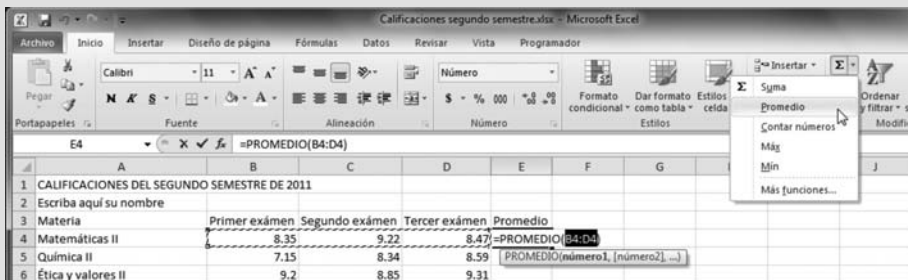 Calificaciones segundo semestre.xlsx - Microsoft Excel
Archivo Inicio Insertar Diseño de página Fórmulas Datos Revisar Vista Programador
Pegar
Calibri 11 A A
N K S A
Número
$ % 000
Formato condicional
Dar formato como tabla
Estilos celda
Insertar
Σ
Ordenar y filtrar
Portapapeles Fuente Alineación Número Estilos Modifi
Σ Suma
Promedio
Contar números
Máx
Mín
Más funciones...
E4 fx =PROMEDIO(B4:D4)
A B C D E F G J
1 CALIFICACIONES DEL SEGUNDO SEMESTRE DE 2011
2 Escriba aquí su nombre
3 Materia Primer exámen Segundo exámen Tercer exámen Promedio
4 Matemáticas II 8.35 9.22 8.47 =PROMEDIO(B4:D4)
5 Química II 7.15 8.34 8.59 PROMEDIO(número1, [número2], ...)
6 Ética y valores II 9.2 8.85 9.31